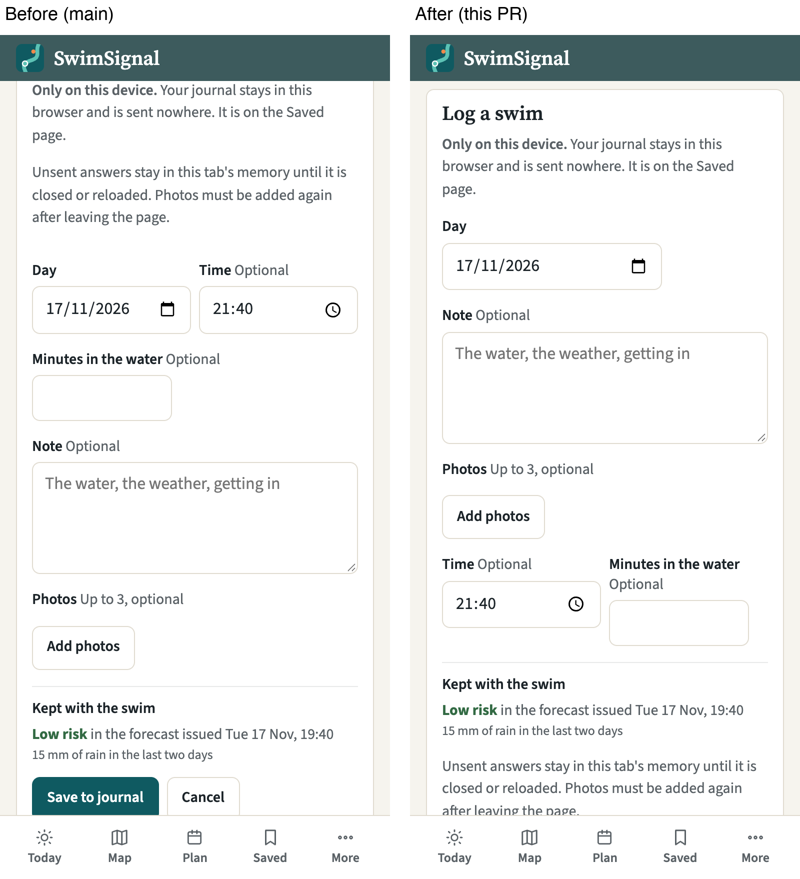 Before (main)
SwimSignal
Only on this device. Your journal stays in this
browser and is sent nowhere. It is on the Saved
page.
Unsent answers stay in this tab's memory until it is
closed or reloaded. Photos must be added again
after leaving the page.
Day
Time Optional
17/11/2026
21:40
Minutes in the water Optional
Note Optional
The water, the weather, getting in
Photos Up to 3, optional
Add photos
Kept with the swim
Low risk in the forecast issued Tue 17 Nov, 19:40
15 mm of rain in the last two days
Save to journal
Cancel
Today
Map
Plan
Saved
More
After (this PR)
SwimSignal
Log a swim
Only on this device. Your journal stays in this
browser and is sent nowhere. It is on the Saved
page.
Day
17/11/2026
Note Optional
The water, the weather, getting in
Photos Up to 3, optional
Add photos
Time Optional
Minutes in the water
Optional
21:40
Kept with the swim
Low risk in the forecast issued Tue 17 Nov, 19:40
15 mm of rain in the last two days
Unsent answers stay in this tab's memory until it is
closed or reloaded. Photos must be added again
after leaving the page.
Today
Map
Plan
Saved
More